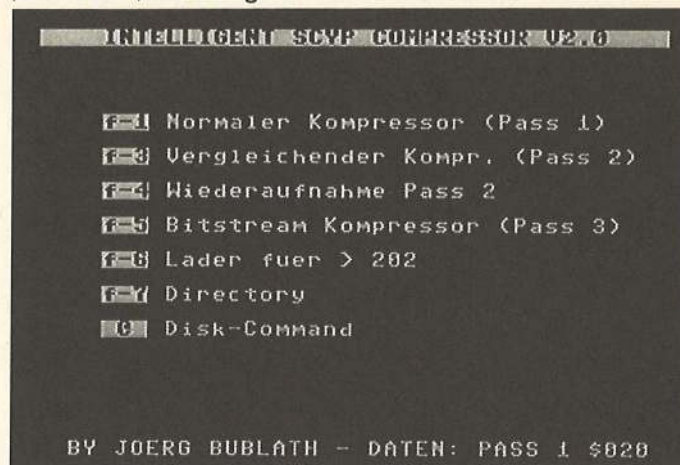 INTELLIGENT SCYP COMPRESSOR V2.0
f-1 Normaler Kompressor (Pass 1)
f-3 Vergleichender Kompr. (Pass 2)
f-4 Wiederaufnahme Pass 2
f-5 Bitstream Kompressor (Pass 3)
f-6 Lader fuer > 202
f-7 Directory
C Disk-Command
BY JOERG BUBLATH - DATEN: PASS 1 $020